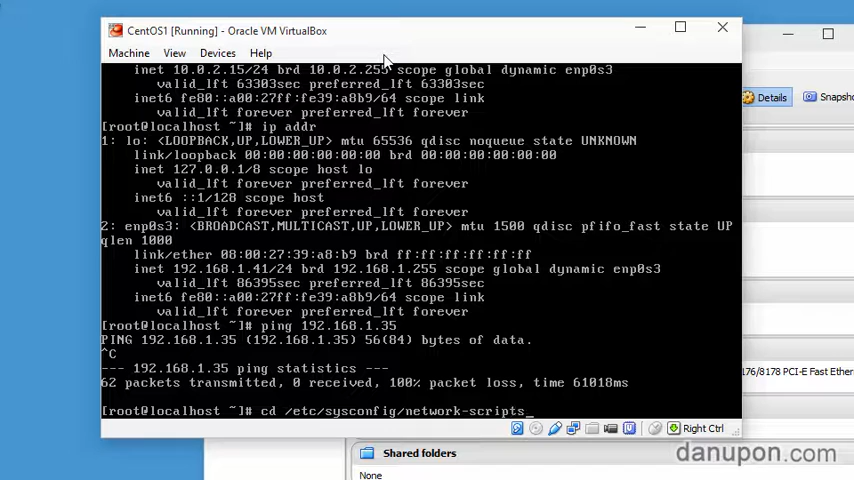 CentOS1 [Running] - Oracle VM VirtualBox
Machine View Devices Help
inet 10.0.2.15/24 brd 10.0.2.255 scope global dynamic enp0s3
valid_lft 63303sec preferred_lft 63303sec
inet6 fe80::a00:27ff:fe39:a8b9/64 scope link
valid_lft forever preferred_lft forever
[root@localhost ~]# ip addr
1: lo: <LOOPBACK,UP,LOWER_UP> mtu 65536 qdisc noqueue state UNKNOWN
link/loopback 00:00:00:00:00:00 brd 00:00:00:00:00:00
inet 127.0.0.1/8 scope host lo
valid_lft forever preferred_lft forever
inet6 ::1/128 scope host
valid_lft forever preferred_lft forever
2: enp0s3: <BROADCAST,MULTICAST,UP,LOWER_UP> mtu 1500 qdisc pfifo_fast state UP
qlen 1000
link/ether 08:00:27:39:a8:b9 brd ff:ff:ff:ff:ff:ff
inet 192.168.1.41/24 brd 192.168.1.255 scope global dynamic enp0s3
valid_lft 86395sec preferred_lft 86395sec
inet6 fe80::a00:27ff:fe39:a8b9/64 scope link
valid_lft forever preferred_lft forever
[root@localhost ~]# ping 192.168.1.35
PING 192.168.1.35 (192.168.1.35) 56(84) bytes of data.
^C
--- 192.168.1.35 ping statistics ---
62 packets transmitted, 0 received, 100% packet loss, time 61018ms
[root@localhost ~]# cd /etc/sysconfig/network-scripts_
Right Ctrl
Details
Snapsho
176/8178 PCI-E Fast Ether
Shared folders
None
danupon.com